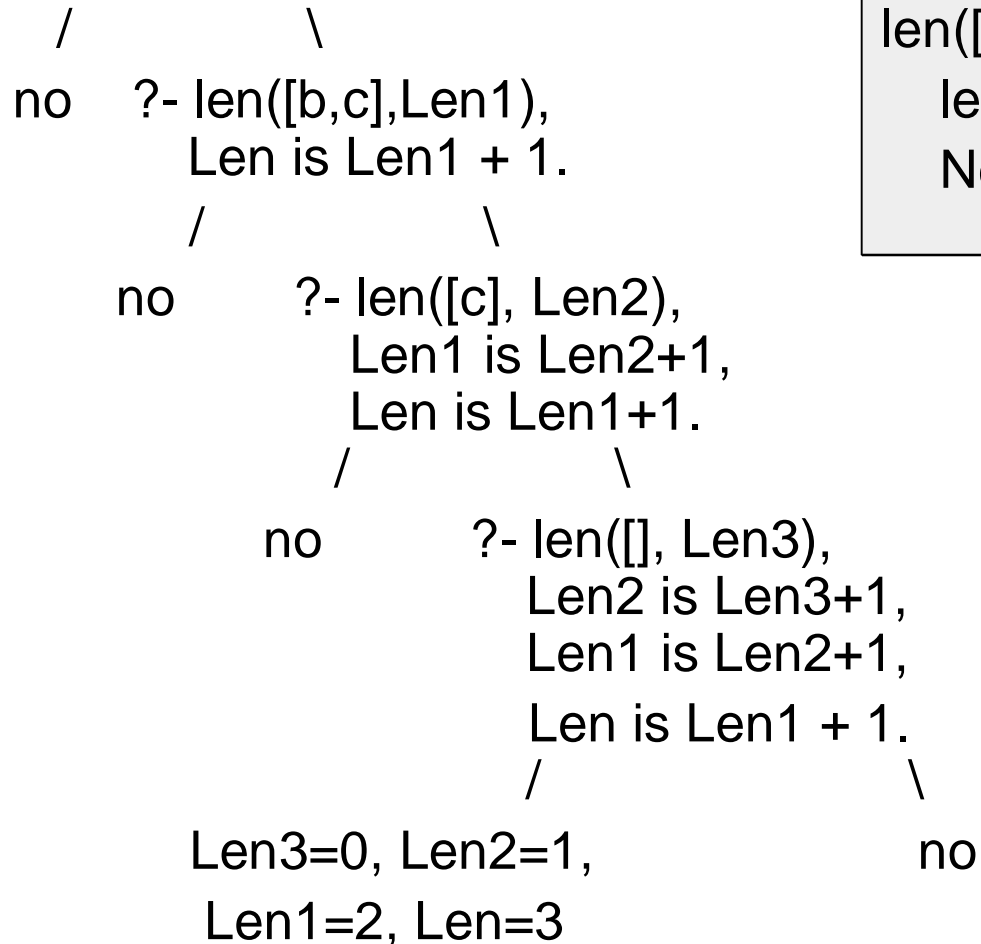 / \
no ?- len([b,c],Len1),
Len is Len1 + 1.
/ \
no ?- len([c], Len2),
Len1 is Len2+1,
Len is Len1+1.
/ \
no ?- len([], Len3),
Len2 is Len3+1,
Len1 is Len2+1,
Len is Len1 + 1.
/ \
Len3=0, Len2=1, no
Len1=2, Len=3
len([